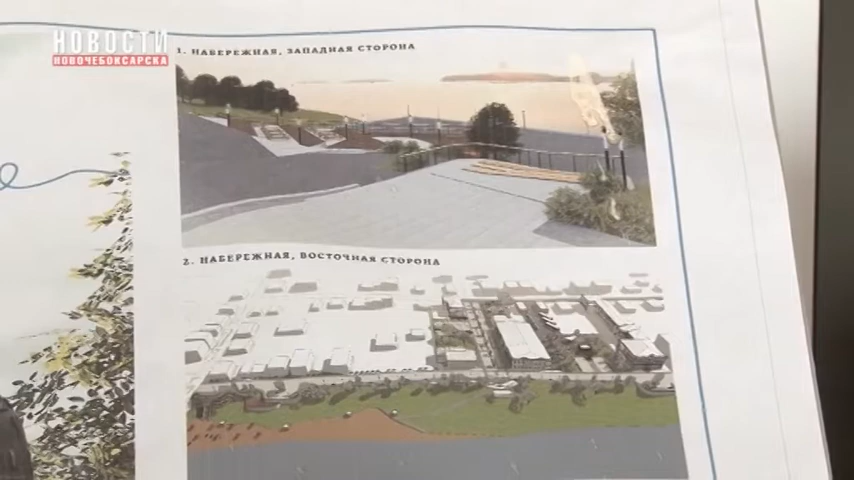 НОВОСТИ
НОВОЧЕБОКСАРСКА
1. НАБЕРЕЖНАЯ, ЗАПАДНАЯ СТОРОНА
2. НАБЕРЕЖНАЯ, ВОСТОЧНАЯ СТОРОНА